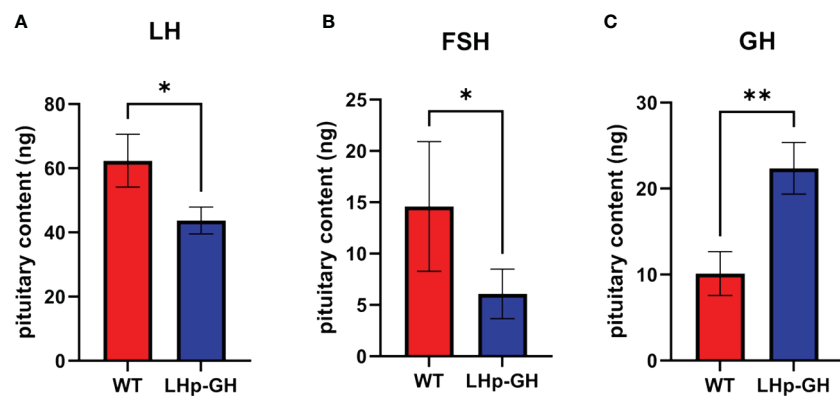 A
LH
pituitary content (ng)
80
60
40
20
0
*
WT
LHp-GH
B
FSH
pituitary content (ng)
25
20
15
10
5
0
*
WT
LHp-GH
C
GH
pituitary content (ng)
30
20
10
0
**
WT
LHp-GH